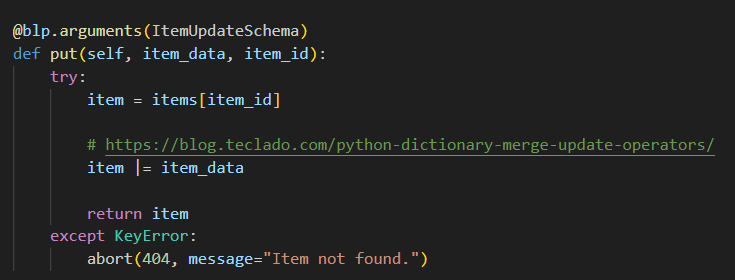 @blp.arguments(ItemUpdateSchema)
def put(self, item_data, item_id):
    try:
        item = items[item_id]

        # https://blog.teclado.com/python-dictionary-merge-update-operators/
        item |= item_data

        return item
    except KeyError:
        abort(404, message="Item not found.")